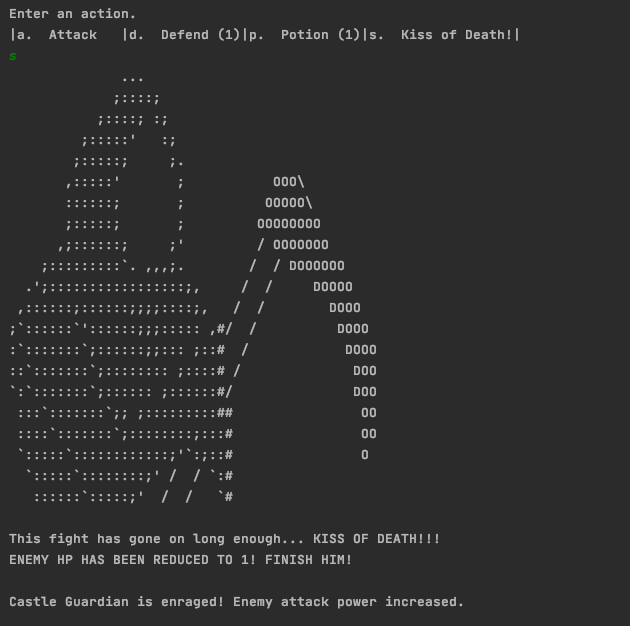 Enter an action.
|a.  Attack   |d.  Defend (1)|p.  Potion (1)|s.  Kiss of Death!|
s
              ...
             ;::::;
           ;::::; :;
         ;:::::'   :;
        ;:::::;     ;.
       ,:::::'       ;           OOO\
       ::::::;       ;          OOOOO\
       ;:::::;       ;         OOOOOOOO
      ,;::::::;     ;'         / OOOOOOO
    ;:::::::::`. ,,,;.        /  / DOOOOOO
  .';:::::::::::::::::;,     /  /     DOOOO
 ,::::::;::::::;;;;::::;,   /  /        DOOO
;`::::::`'::::::;;;::::: ,#/  /          DOOO
:`:::::::`;::::::;;::: ;::#  /            DOOO
::`:::::::`;:::::::: ;::::# /              DOO
`:`:::::::`;:::::: ;::::::#/               DOO
 :::`:::::::`;; ;:::::::::##                OO
 ::::`:::::::`;::::::::;:::#                OO
 `:::::`::::::::::::;'`:;::#                O
  `:::::`::::::::;' /  / `:#
   ::::::`:::::;'  /  /   `#
This fight has gone on long enough... KISS OF DEATH!!!
ENEMY HP HAS BEEN REDUCED TO 1! FINISH HIM!
Castle Guardian is enraged! Enemy attack power increased.